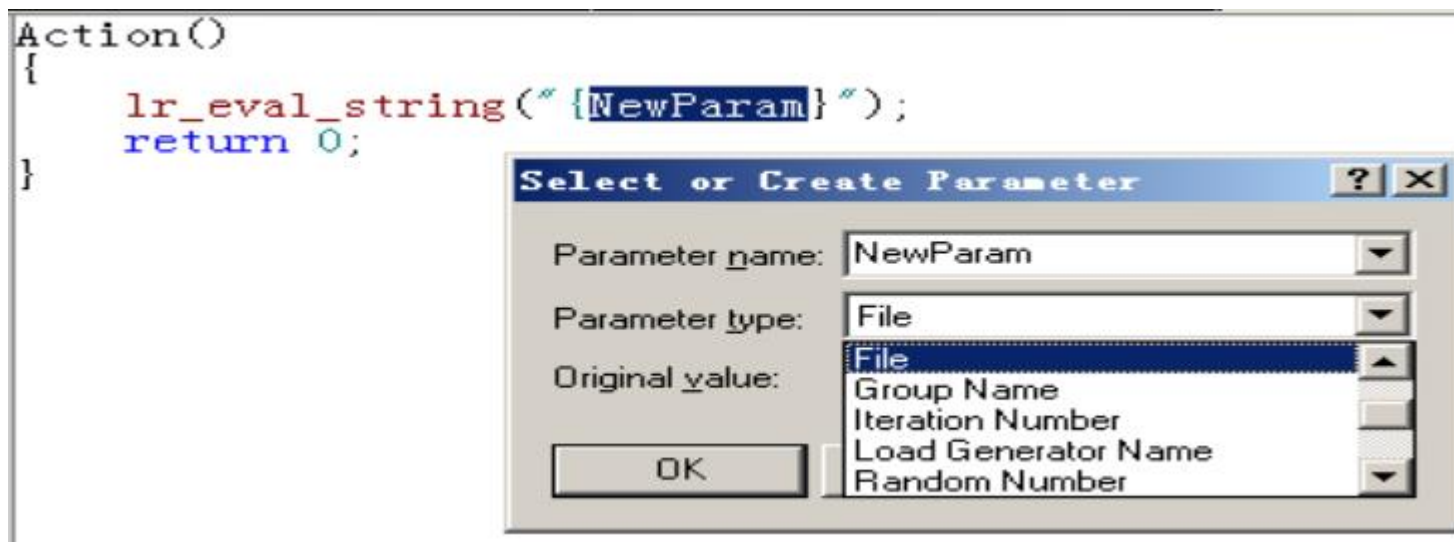 Action()
{
    lr_eval_string("{NewParam}");
    return 0;
}
Select or Create Parameter
Parameter name: NewParam
Parameter type: File
Original value:
File
Group Name
Iteration Number
Load Generator Name
Random Number
OK